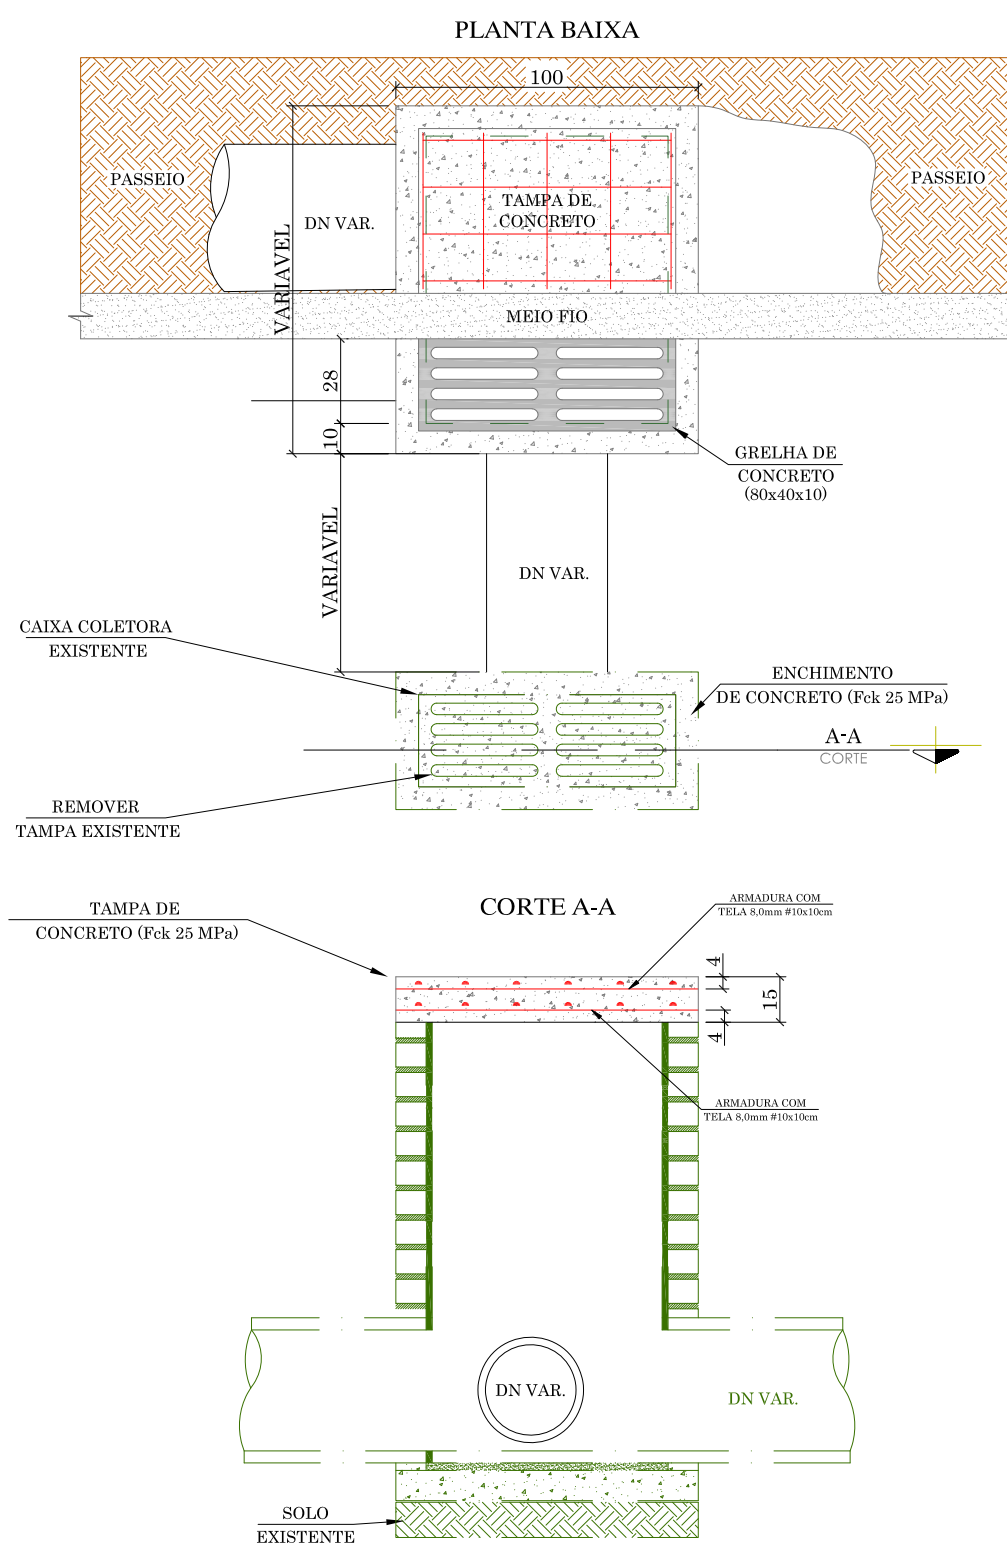 PLANTA BAIXA
100
PASSEIO
PASSEIO
TAMPA DE
CONCRETO
DN VAR.
VARIAVEL
MEIO FIO
28
10
GRELHA DE
CONCRETO
(80x40x10)
VARIAVEL
DN VAR.
CAIXA COLETORA
EXISTENTE
ENCHIMENTO
DE CONCRETO (Fck 25 MPa)
A-A
CORTE
REMOVER
TAMPA EXISTENTE
CORTE A-A
TAMPA DE
CONCRETO (Fck 25 MPa)
ARMADURA COM
TELA 8,0mm #10x10cm
4
15
4
ARMADURA COM
TELA 8,0mm #10x10cm
DN VAR.
DN VAR.
SOLO
EXISTENTE